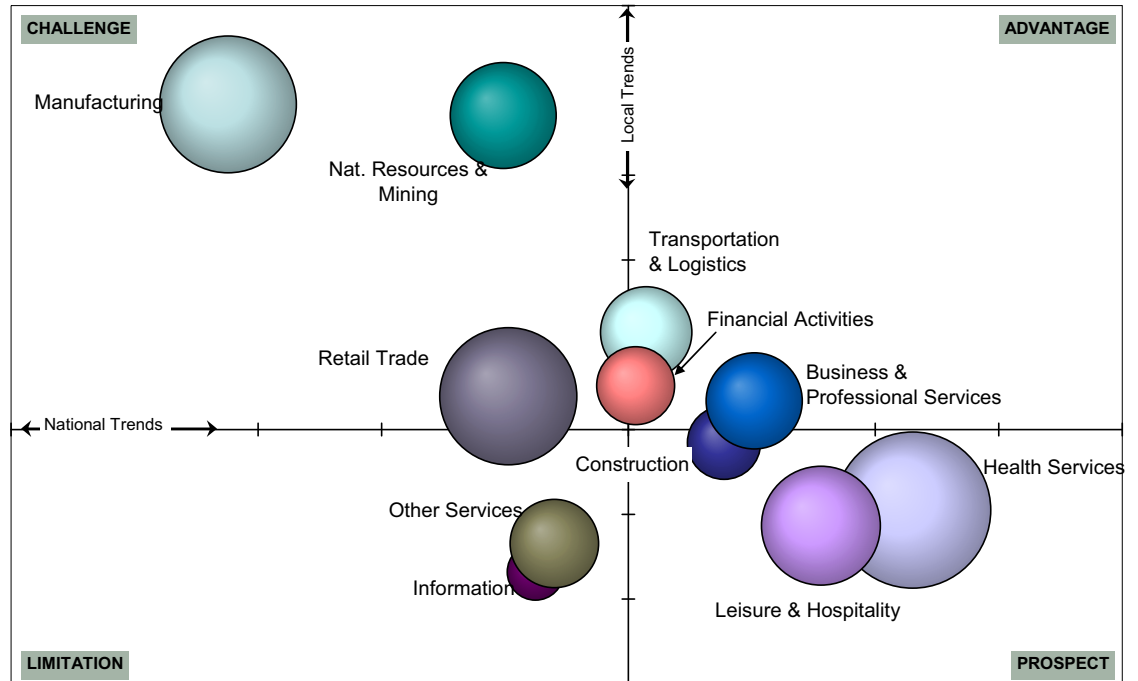 CHALLENGE
ADVANTAGE
Local Trends
Manufacturing
Nat. Resources &
Mining
Transportation
& Logistics
Financial Activities
Retail Trade
Business &
Professional Services
National Trends
Construction
Health Services
Other Services
Information
Leisure & Hospitality
LIMITATION
PROSPECT